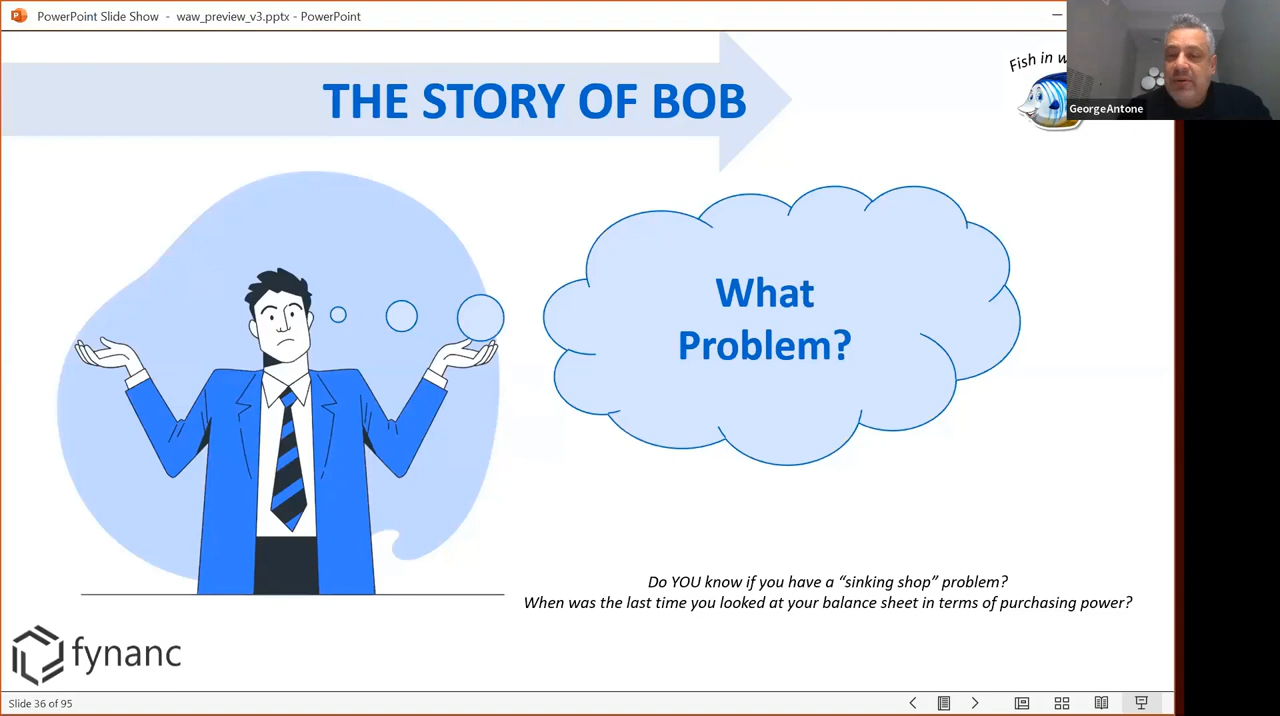 PowerPoint Slide Show - waw_preview_v3.pptx - PowerPoint
THE STORY OF BOB
Fish in
GeorgeAntone
What
Problem?
Do YOU know if you have a “sinking shop” problem?
When was the last time you looked at your balance sheet in terms of purchasing power?
fynanc
Slide 36 of 95